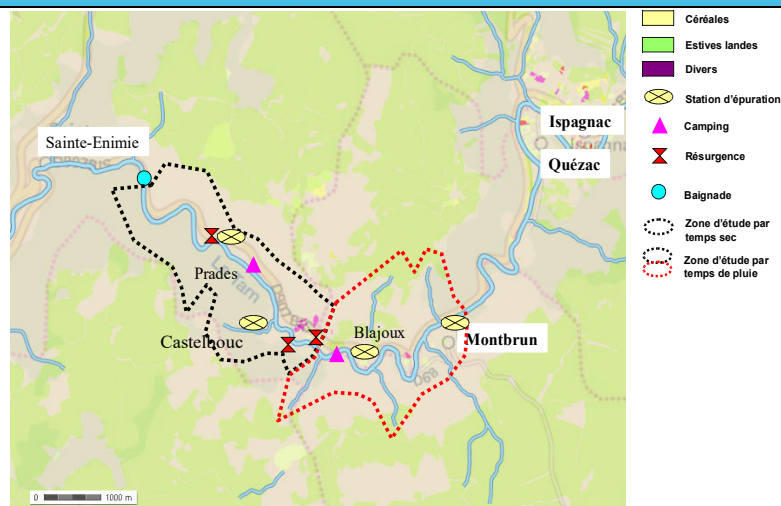 Céréales
Estives landes
Divers
Station d'épuration
Camping
Résurgence
Baignade
Zone d'étude par
temps sec
Zone d'étude par
temps de pluie
Ispagnac
Sainte-Enimie
Quézac
Prades
Castelbouc
Blajoux
Montbrun
D68
0 1000 m